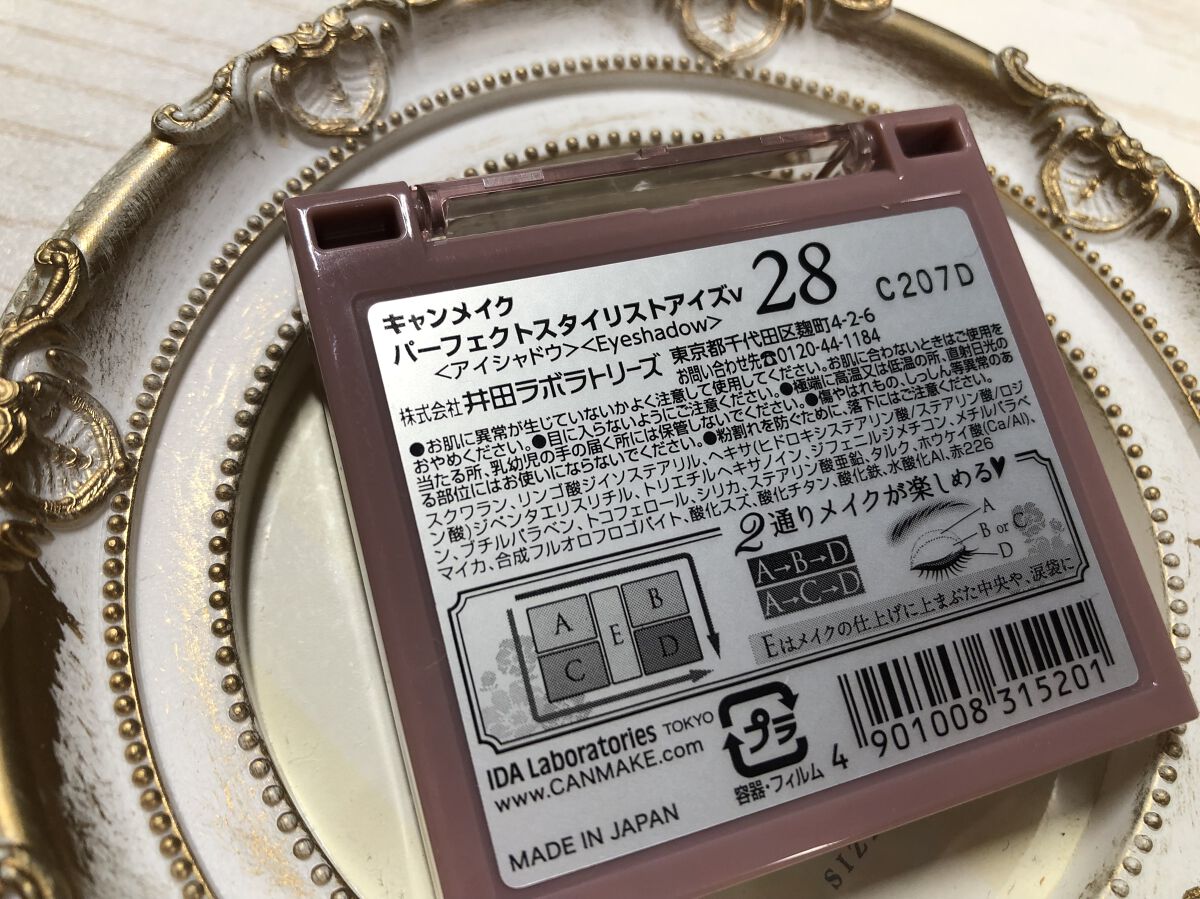 キャンメイク
パーフェクトスタイリストアイズv 28 C207D
<アイシャドウ><Eyeshadow>
株式会社 井田ラボラトリーズ 東京都千代田区麹町4-2-6
お問い合わせ先☎0120-44-1184
●お肌に異常が生じていないかよく注意して使用してください。お肌に合わないときはご使用を
おやめください。●目に入らないようにご注意ください。●極端に高温又は低温の所、直射日光の
当たる所、乳幼児の手の届く所には保管しないでください。●傷やはれもの、しっしん等異常のあ
る部位にはお使いにならないでください。●粉割れを防ぐために、落下にはご注意ください。
スクワラン、リンゴ酸ジイソステアリル、ヘキサ(ヒドロキシステアリン酸/ステアリン酸/ロジ
ン酸)ジペンタエリスリチル、トリエチルヘキサノイン、ジフェニルジメチコン、メチルパラベ
ン、ブチルパラベン、トコフェロール、シリカ、ステアリン酸亜鉛、タルク、ホウケイ酸(Ca/Al)、
マイカ、合成フルオロフロゴパイト、酸化スズ、酸化チタン、酸化鉄、水酸化Al、赤226
2通りメイクが楽しめる♥
A→B→D
A→C→D
A
B or C
D
A B
E
C D
Eはメイクの仕上げに上まぶた中央や、涙袋に
IDA Laboratories TOKYO
www.CANMAKE.com
MADE IN JAPAN
プラ
容器・フィルム
4 901008 315201